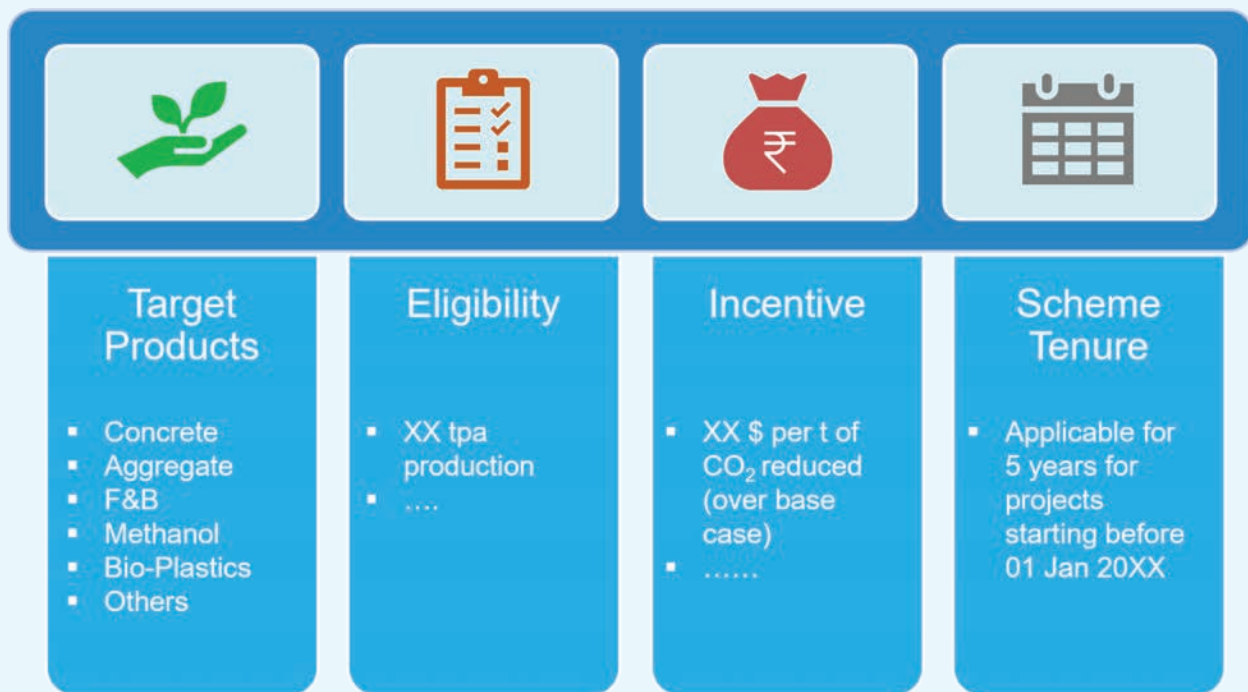 ₹
Target
Products
▪ Concrete
▪ Aggregate
▪ F&B
▪ Methanol
▪ Bio-Plastics
▪ Others
Eligibility
▪ XX tpa
production
▪ ....
Incentive
▪ XX $ per t of
CO₂ reduced
(over base
case)
▪ ......
Scheme
Tenure
▪ Applicable for
5 years for
projects
starting before
01 Jan 20XX